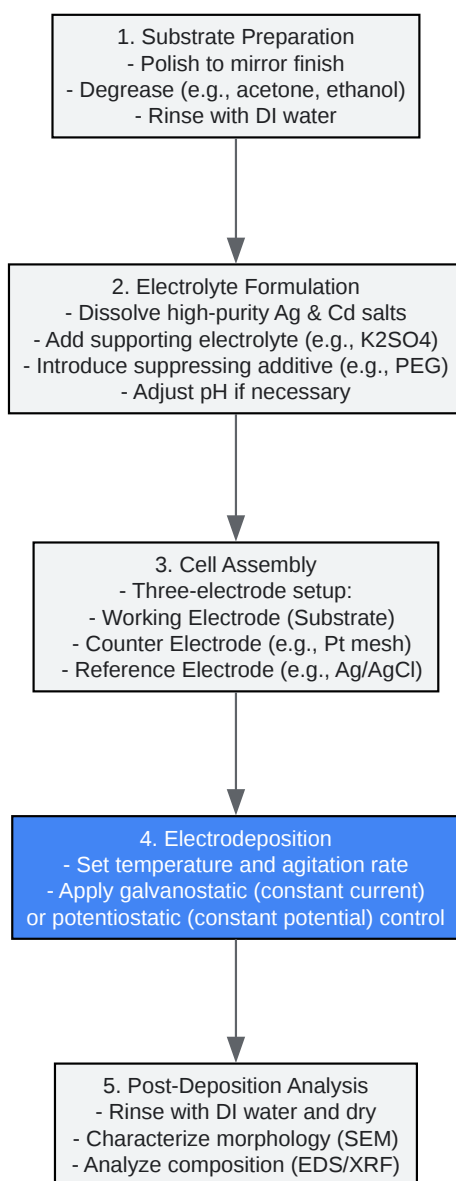 1. Substrate Preparation
- Polish to mirror finish
- Degrease (e.g., acetone, ethanol)
- Rinse with DI water
2. Electrolyte Formulation
- Dissolve high-purity Ag & Cd salts
- Add supporting electrolyte (e.g., K2SO4)
- Introduce suppressing additive (e.g., PEG)
- Adjust pH if necessary
3. Cell Assembly
- Three-electrode setup:
- Working Electrode (Substrate)
- Counter Electrode (e.g., Pt mesh)
- Reference Electrode (e.g., Ag/AgCl)
4. Electrodeposition
- Set temperature and agitation rate
- Apply galvanostatic (constant current)
or potentiostatic (constant potential) control
5. Post-Deposition Analysis
- Rinse with DI water and dry
- Characterize morphology (SEM)
- Analyze composition (EDS/XRF)